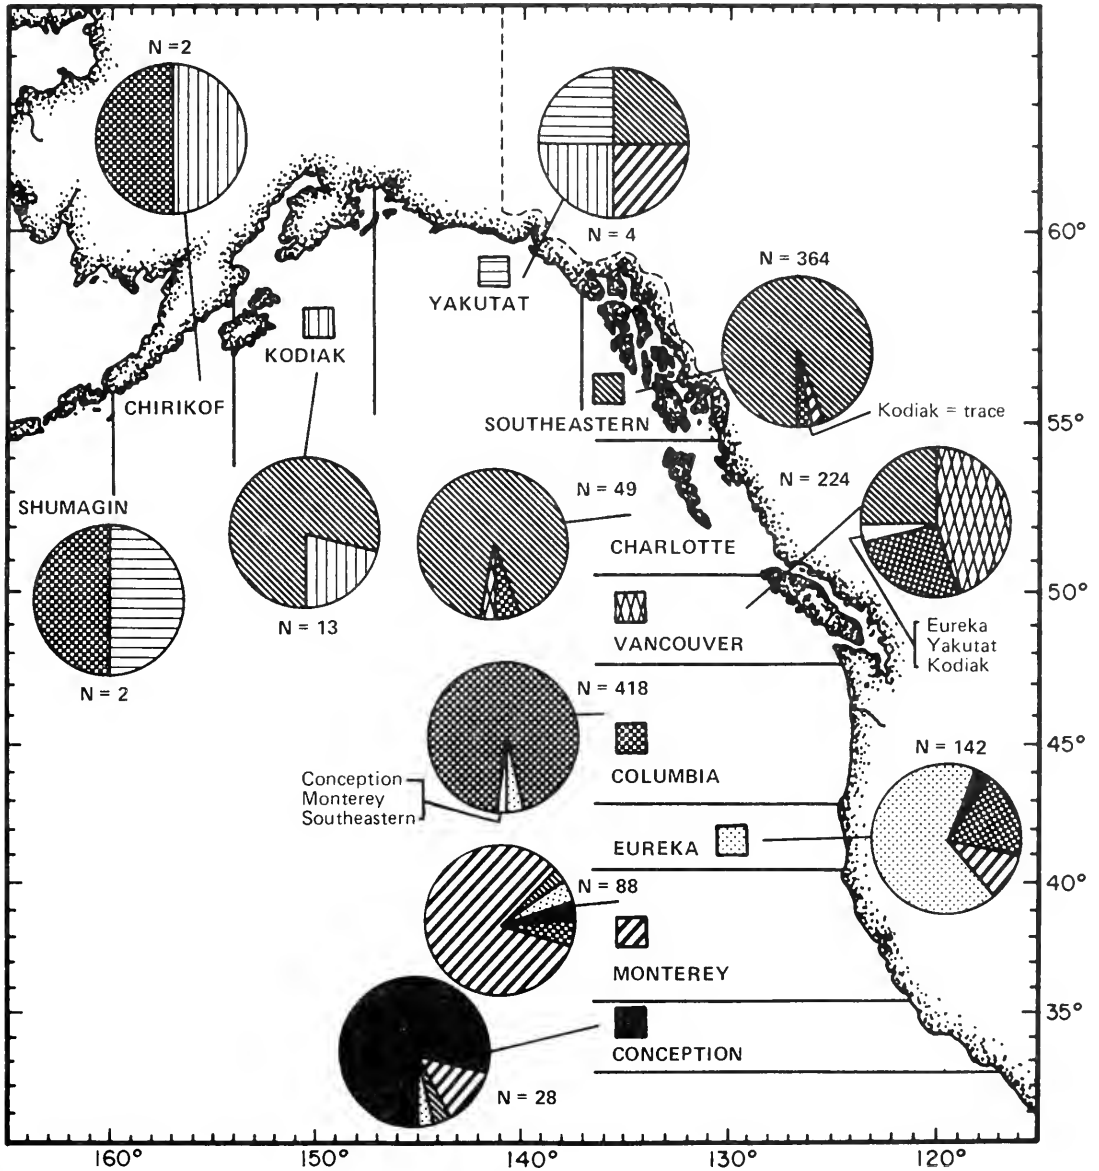 N =2
N = 4
60°
N = 364
YAKUTAT
KODIAK
CHIRIKOF
SOUTHEASTERN
Kodiak = trace
55°
SHUMAGIN
N = 49
N = 224
CHARLOTTE
50°
N = 13
VANCOUVER
Eureka
Yakutat
Kodiak
N = 2
N = 418
45°
N = 142
Conception
Monterey
Southeastern
COLUMBIA
EUREKA
N = 88
40°
MONTEREY
35°
CONCEPTION
N = 28
160°
150°
140°
130°
120°